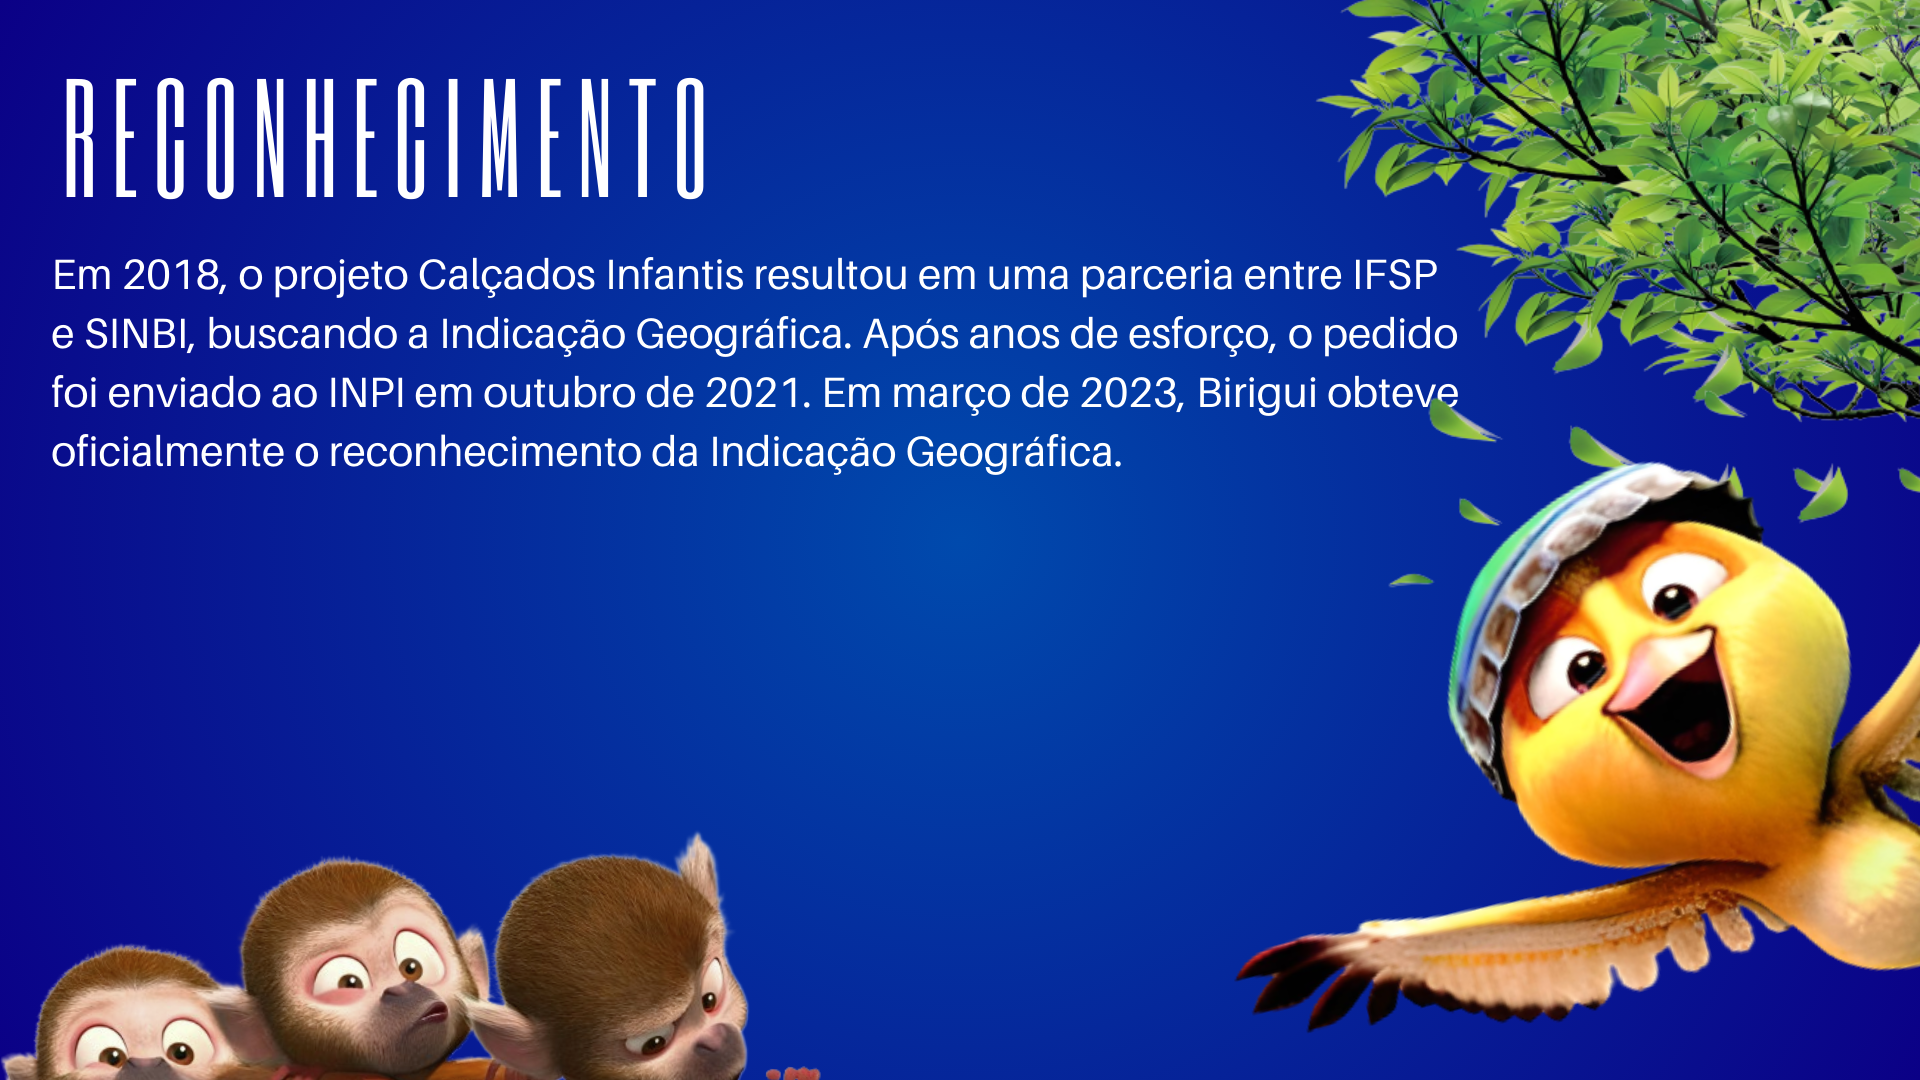 RECONHECIMENTO
Em 2018, o projeto Calçados Infantis resultou em uma parceria entre IFSP
e SINBI, buscando a Indicação Geográfica. Após anos de esforço, o pedido
foi enviado ao INPI em outubro de 2021. Em março de 2023, Birigui obteve
oficialmente o reconhecimento da Indicação Geográfica.